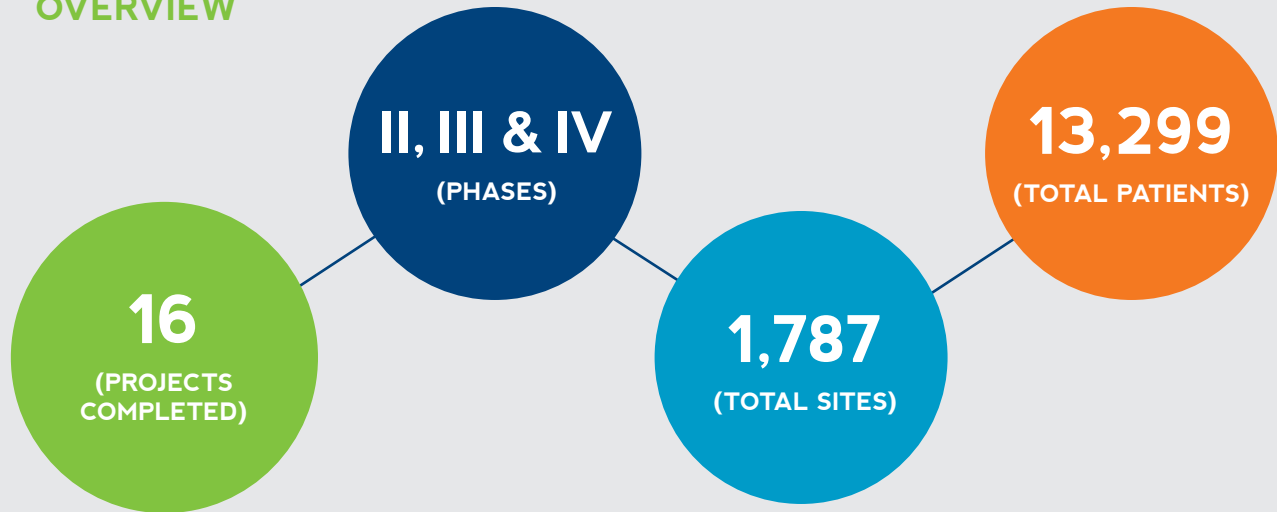 OVERVIEW
16
(PROJECTS
COMPLETED)
II, III & IV
(PHASES)
1,787
(TOTAL SITES)
13,299
(TOTAL PATIENTS)